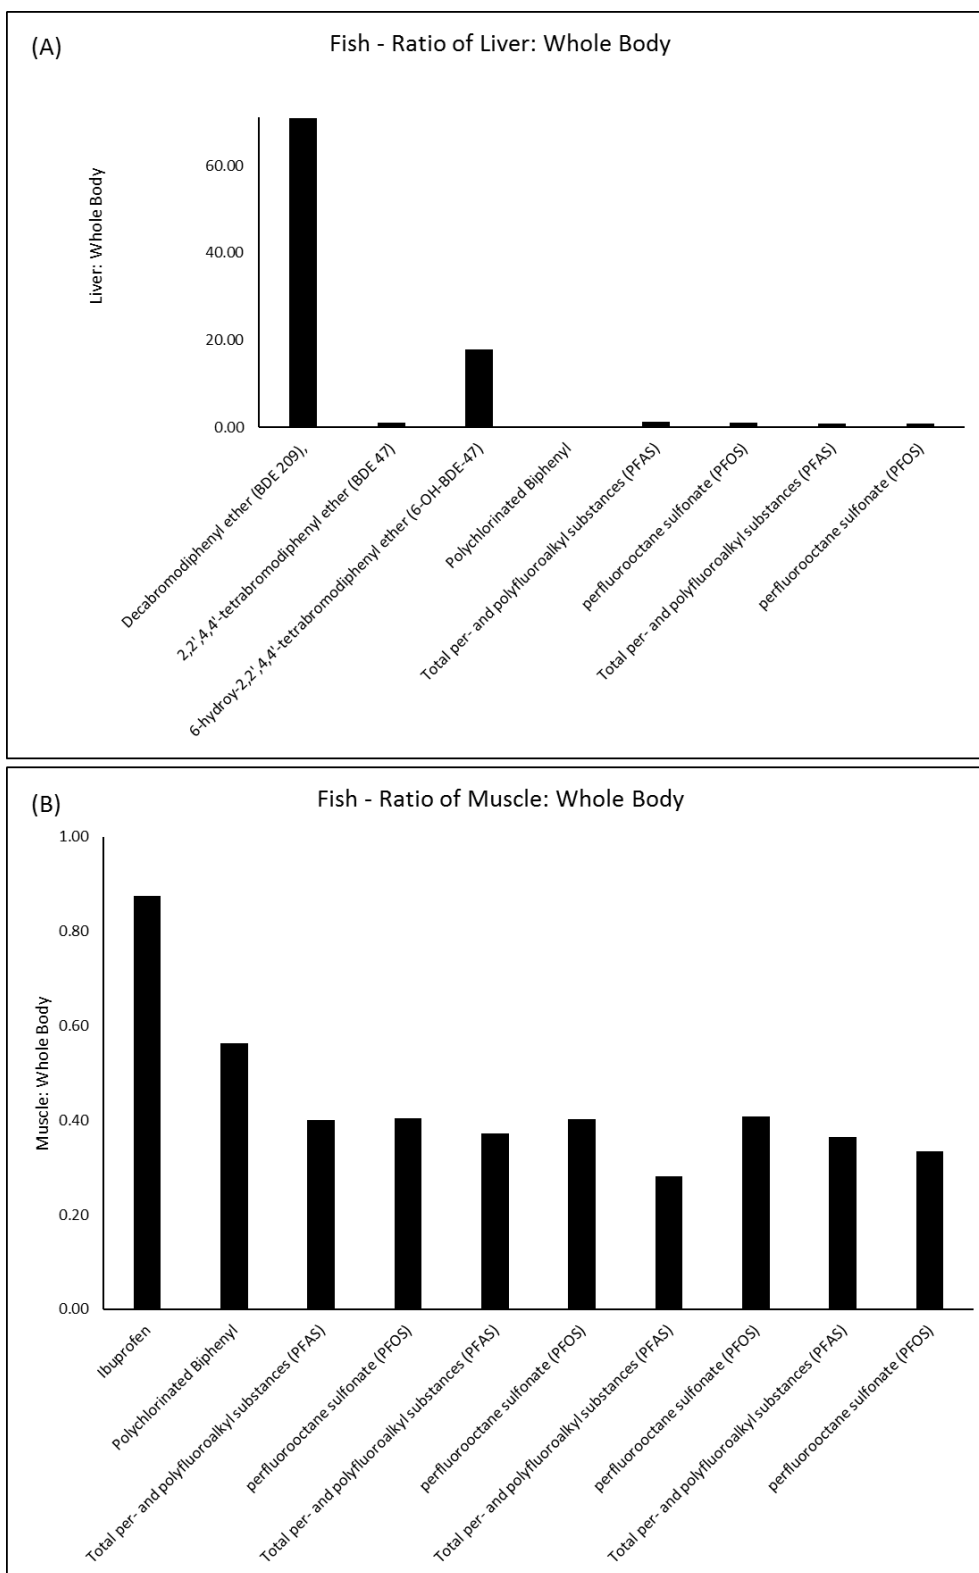 (A)
Fish - Ratio of Liver: Whole Body
Liver: Whole Body
60.00
40.00
20.00
0.00
Decabromodiphenyl ether (BDE 209),
2,2',4,4'-tetrabromodiphenyl ether (BDE 47)
6-hydroy-2,2',4,4'-tetrabromodiphenyl ether (6-OH-BDE-47)
Polychlorinated Biphenyl
Total per- and polyfluoroalkyl substances (PFAS)
perfluorooctane sulfonate (PFOS)
Total per- and polyfluoroalkyl substances (PFAS)
perfluorooctane sulfonate (PFOS)
(B)
Fish - Ratio of Muscle: Whole Body
Muscle: Whole Body
1.00
0.80
0.60
0.40
0.20
0.00
Ibuprofen
Polychlorinated Biphenyl
Total per- and polyfluoroalkyl substances (PFAS)
perfluorooctane sulfonate (PFOS)
Total per- and polyfluoroalkyl substances (PFAS)
perfluorooctane sulfonate (PFOS)
Total per- and polyfluoroalkyl substances (PFAS)
perfluorooctane sulfonate (PFOS)
Total per- and polyfluoroalkyl substances (PFAS)
perfluorooctane sulfonate (PFOS)